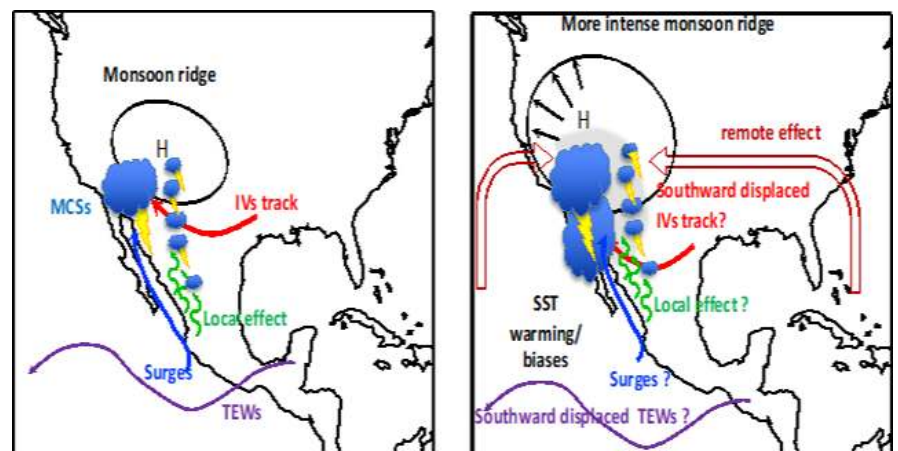 Monsoon ridge
H
MCSs
IVs track
Local effect
Surges
TEWs
More intense monsoon ridge
H
remote effect
Southward displaced
IVs track?
SST
warming/
biases
Local effect ?
Surges ?
Southward displaced TEWs ?